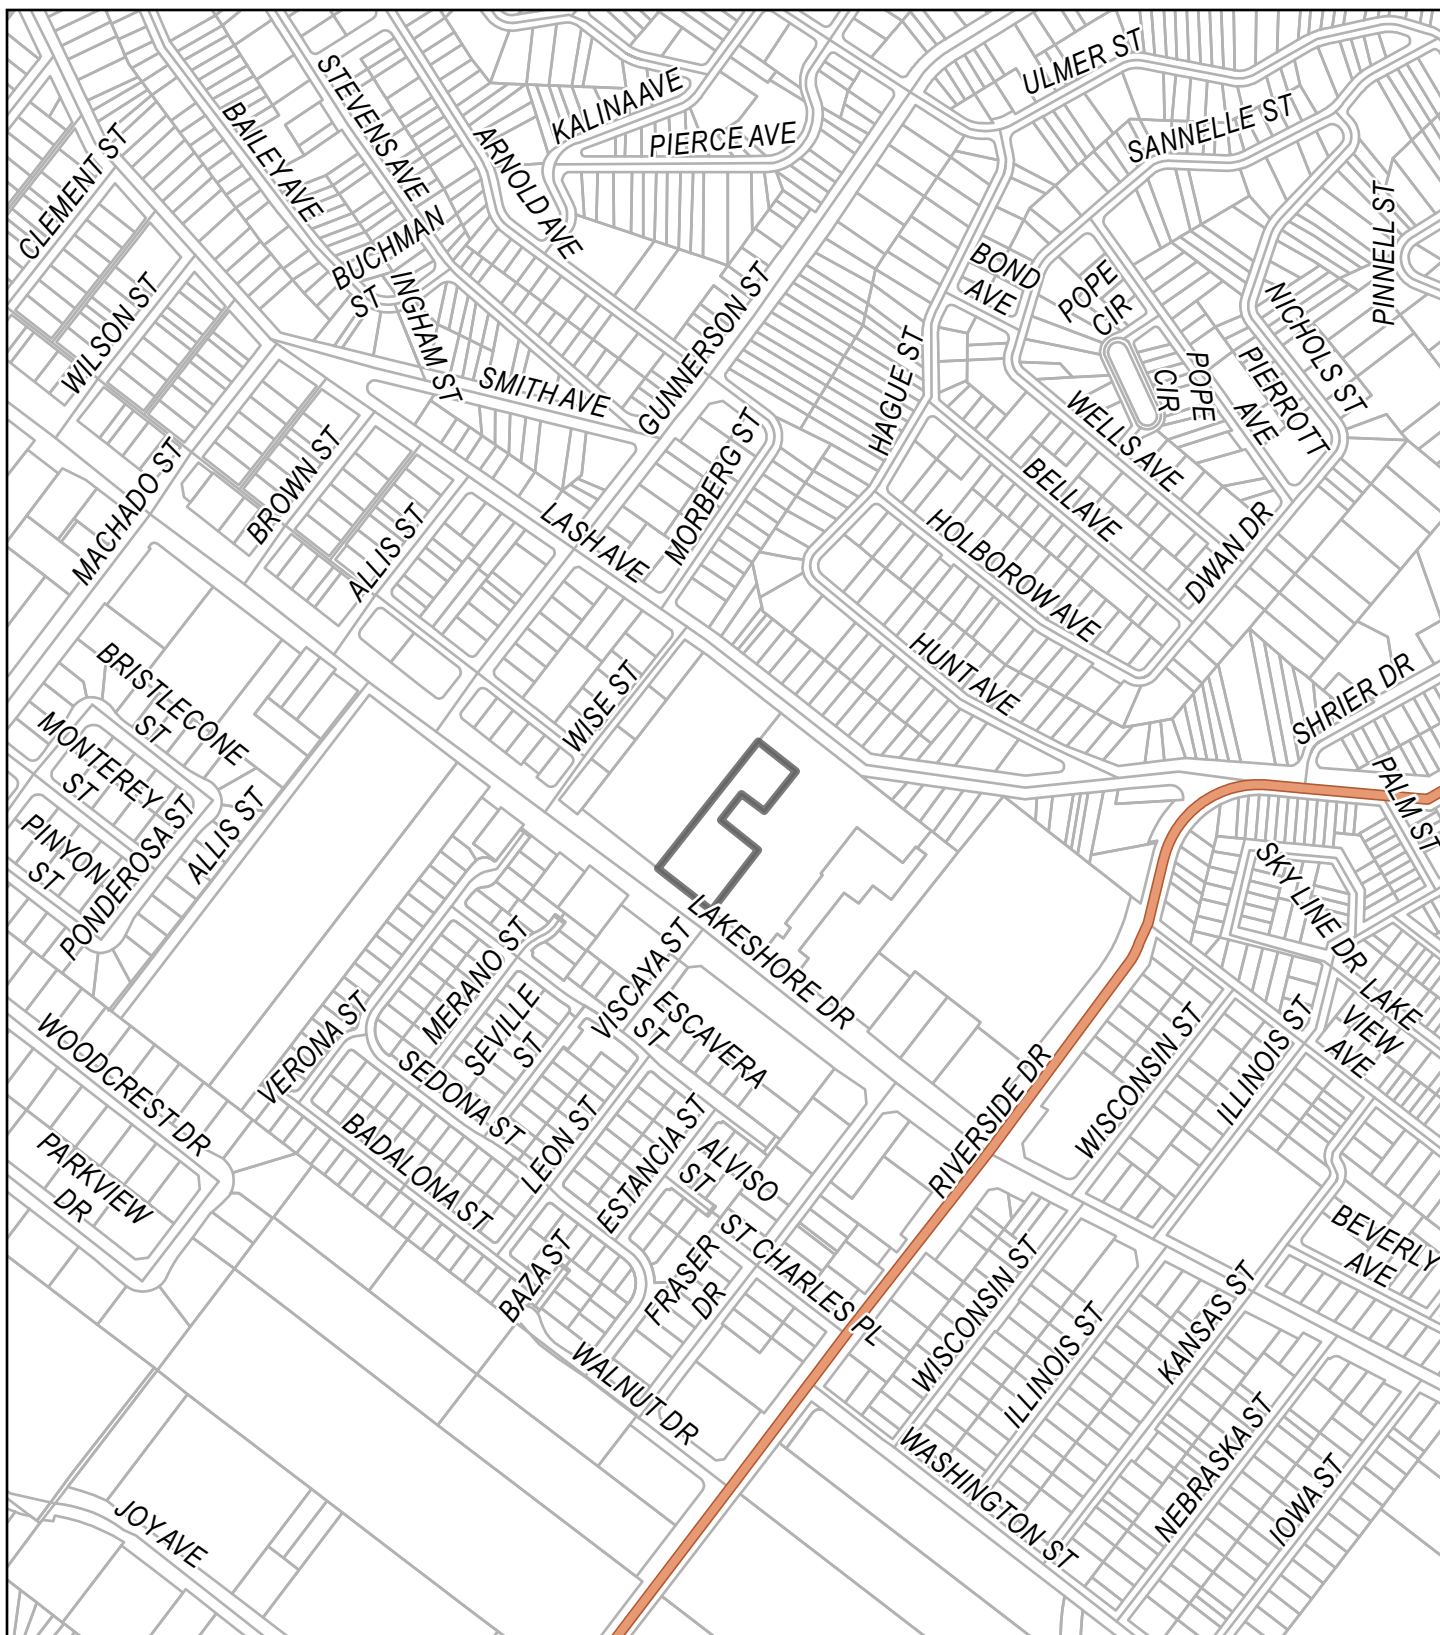 ULMER ST
STEVENS AVE
KALINA AVE
SANNELLE ST
PIERCE AVE
BAILEY AVE
ARNOLD AVE
CLEMENT ST
PINNELL ST
BUCHMAN
ST
BOND
AVE
POPE
CIR
INGHAM ST
WILSON ST
GUNNERSON ST
NICHOLS ST
HAGUE ST
POPE
CIR
PIERROTT
AVE
SMITH AVE
WELLS AVE
MORBERG ST
BELL AVE
BROWN ST
MACHADO ST
LASH AVE
ALLIS ST
HOLBOROW AVE
DWAN DR
HUNT AVE
BRISTLECONE
ST
WISE ST
SHRIER DR
MONTEREY
ST
PALM ST
PONDEROSA ST
ALLIS ST
PINYON
ST
SKYLINE DR
LAKESHORE DR
MERANO ST
VISCAYA ST
SEVILLE
ST
ESCAVERA
ST
LAKE
VIEW
AVE
VERONA ST
WOODCREST DR
WISCONSIN ST
ILLINOIS ST
SEDONA ST
RIVERSIDE DR
BADALONA ST
LEON ST
ESTANCIA ST
ALVISO
ST
PARKVIEW
DR
ST CHARLES PL
BEVERLY
AVE
BAZA ST
FRASER
DR
WISCONSIN ST
ILLINOIS ST
KANSAS ST
WALNUT DR
WASHINGTON ST
NEBRASKA ST
IOWA ST
JOY AVE